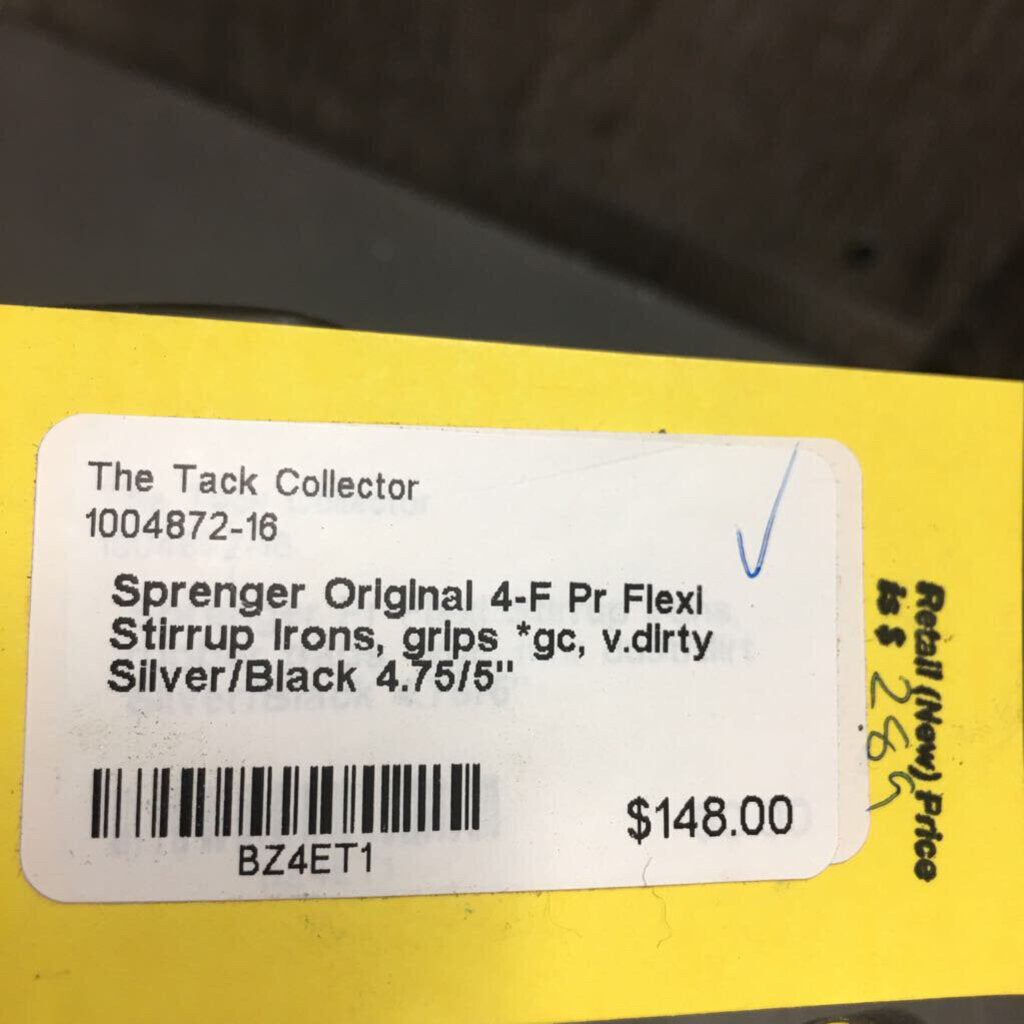 The Tack Collector
1004872-16
Sprenger Original 4-F Pr Flexi
Stirrup Irons, grips *gc, v.dirty
Silver/Black 4.75/5"
BZ4ET1
$148.00
Retail (New) Price
is $ 289